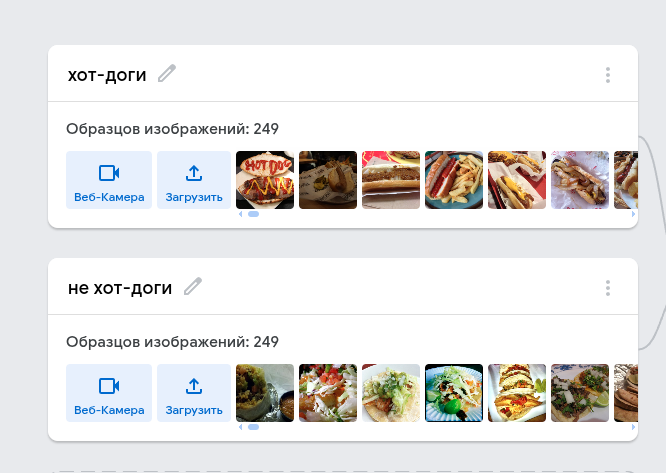 хот-доги
Образцов изображений: 249
Веб-Камера
Загрузить
HOT DOG
не хот-доги
Образцов изображений: 249
Веб-Камера
Загрузить